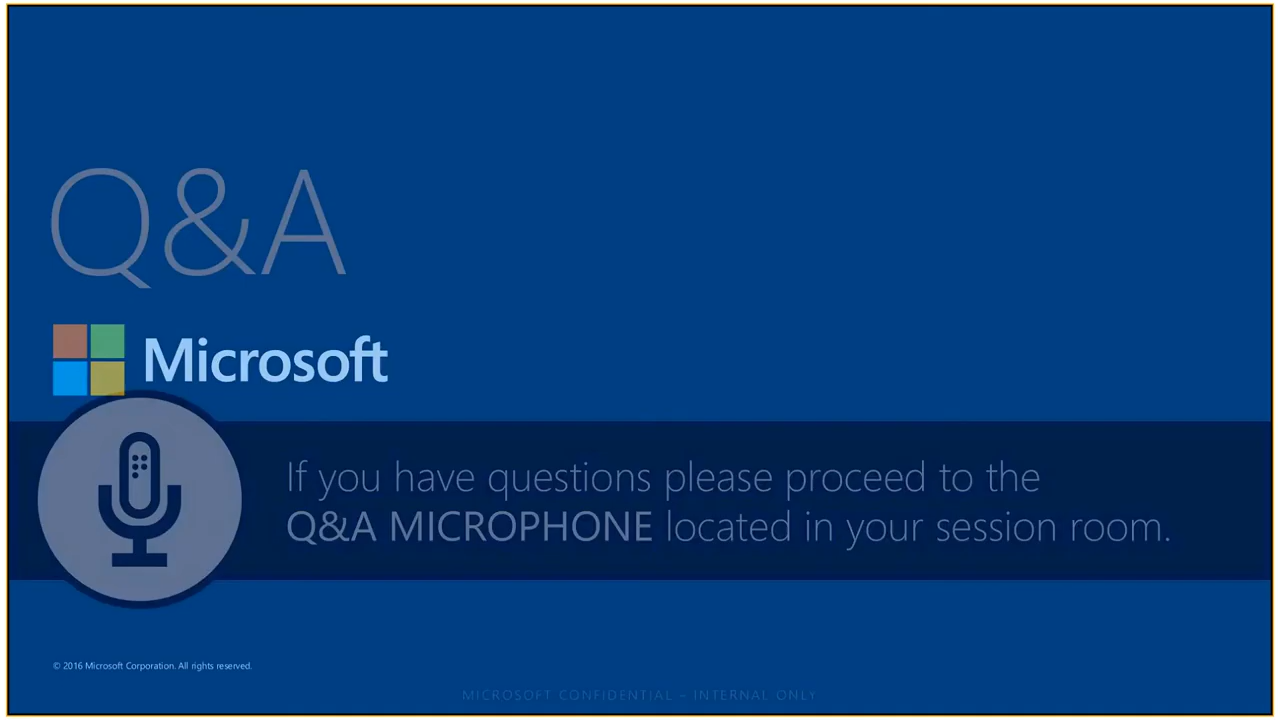 Q&A
Microsoft
If you have questions please proceed to the
Q&A MICROPHONE located in your session room.
© 2016 Microsoft Corporation. All rights reserved.
MICROSOFT CONFIDENTIAL – INTERNAL ONLY